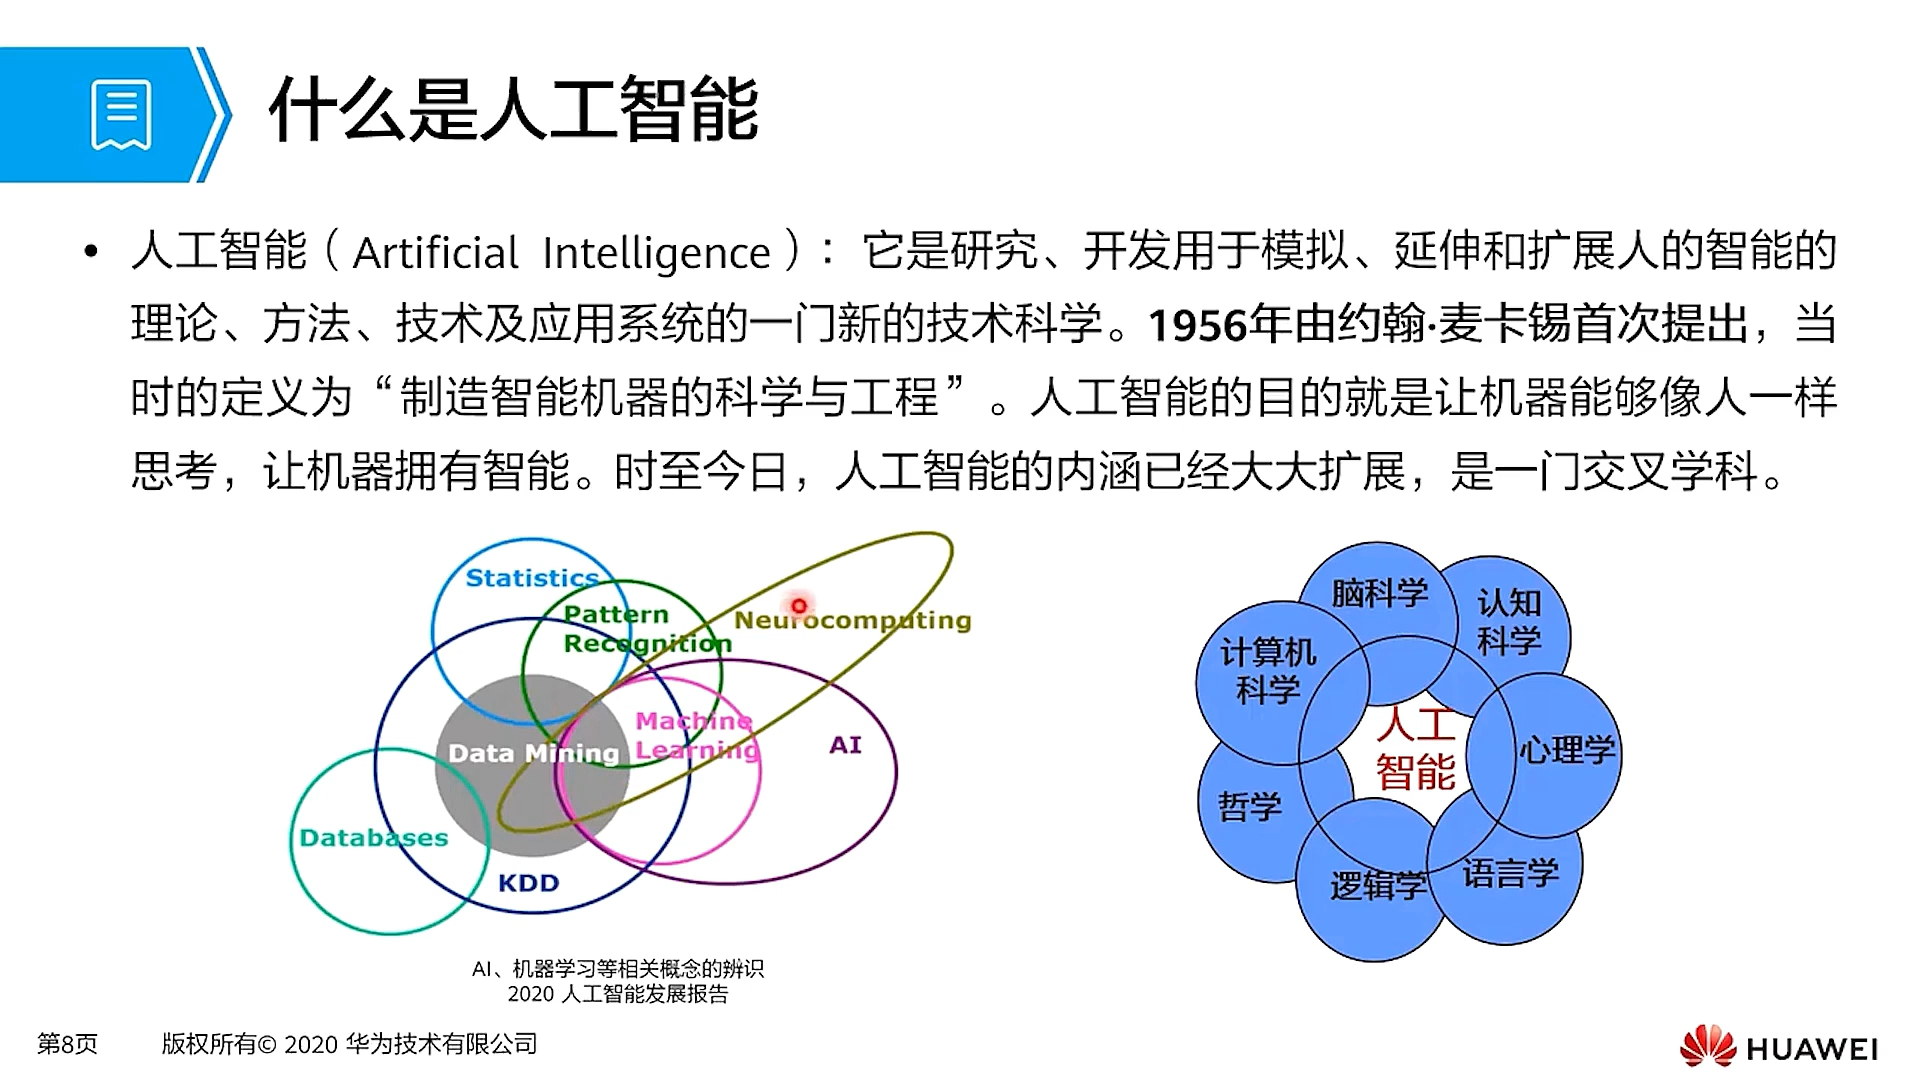 什么是人工智能
• 人工智能（Artificial Intelligence）：它是研究、开发用于模拟、延伸和扩展人的智能的
理论、方法、技术及应用系统的一门新的技术科学。1956年由约翰·麦卡锡首次提出，当
时的定义为“制造智能机器的科学与工程”。人工智能的目的就是让机器能够像人一样
思考，让机器拥有智能。时至今日，人工智能的内涵已经大大扩展，是一门交叉学科。
Statistics
Pattern
Recognition
Neurocomputing
Machine
Learning
Data Mining
AI
Databases
KDD
AI、机器学习等相关概念的辨识
2020 人工智能发展报告
脑科学
认知
科学
计算机
科学
人工
智能
心理学
哲学
逻辑学
语言学
第8页
版权所有© 2020 华为技术有限公司
HUAWEI